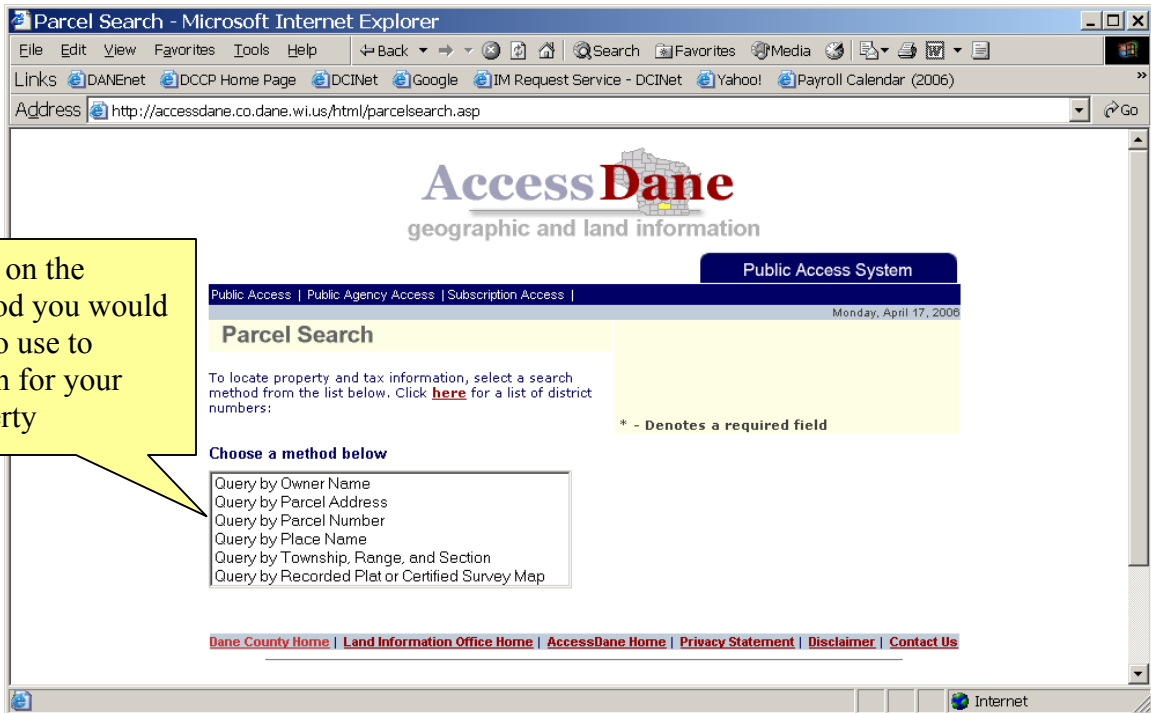 Parcel Search - Microsoft Internet Explorer
File Edit View Favorites Tools Help Back Search Favorites Media
Links DANEnet DCCP Home Page DCINet Google IM Request Service - DCINet Yahoo! Payroll Calendar (2006) »
Address http://accessdane.co.dane.wi.us/html/parcelsearch.asp Go
AccessDane
geographic and land information
Public Access System
Public Access | Public Agency Access | Subscription Access |
Monday, April 17, 2006
Parcel Search
To locate property and tax information, select a search
method from the list below. Click here for a list of district
numbers:
* - Denotes a required field
Choose a method below
Query by Owner Name
Query by Parcel Address
Query by Parcel Number
Query by Place Name
Query by Township, Range, and Section
Query by Recorded Plat or Certified Survey Map
on the
you would
use to
for your
Dane County Home | Land Information Office Home | AccessDane Home | Privacy Statement | Disclaimer | Contact Us
Internet